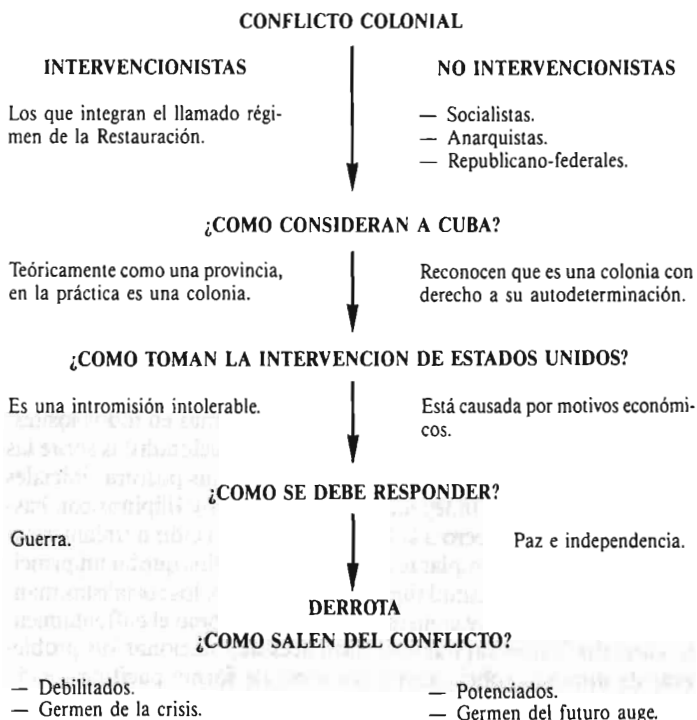 CONFLICTO COLONIAL
INTERVENCIONISTAS
Los que integran el llamado régi-
men de la Restauración.
NO INTERVENCIONISTAS
— Socialistas.
— Anarquistas.
— Republicano-federales.
¿COMO CONSIDERAN A CUBA?
Teóricamente como una provincia,
en la práctica es una colonia.
Reconocen que es una colonia con
derecho a su autodeterminación.
¿COMO TOMAN LA INTERVENCION DE ESTADOS UNIDOS?
Es una intromisión intolerable.
Está causada por motivos económi-
cos.
¿COMO SE DEBE RESPONDER?
Guerra.
Paz e independencia.
DERROTA
¿COMO SALEN DEL CONFLICTO?
— Debilitados.
— Germen de la crisis.
— Potenciados.
— Germen del futuro auge.